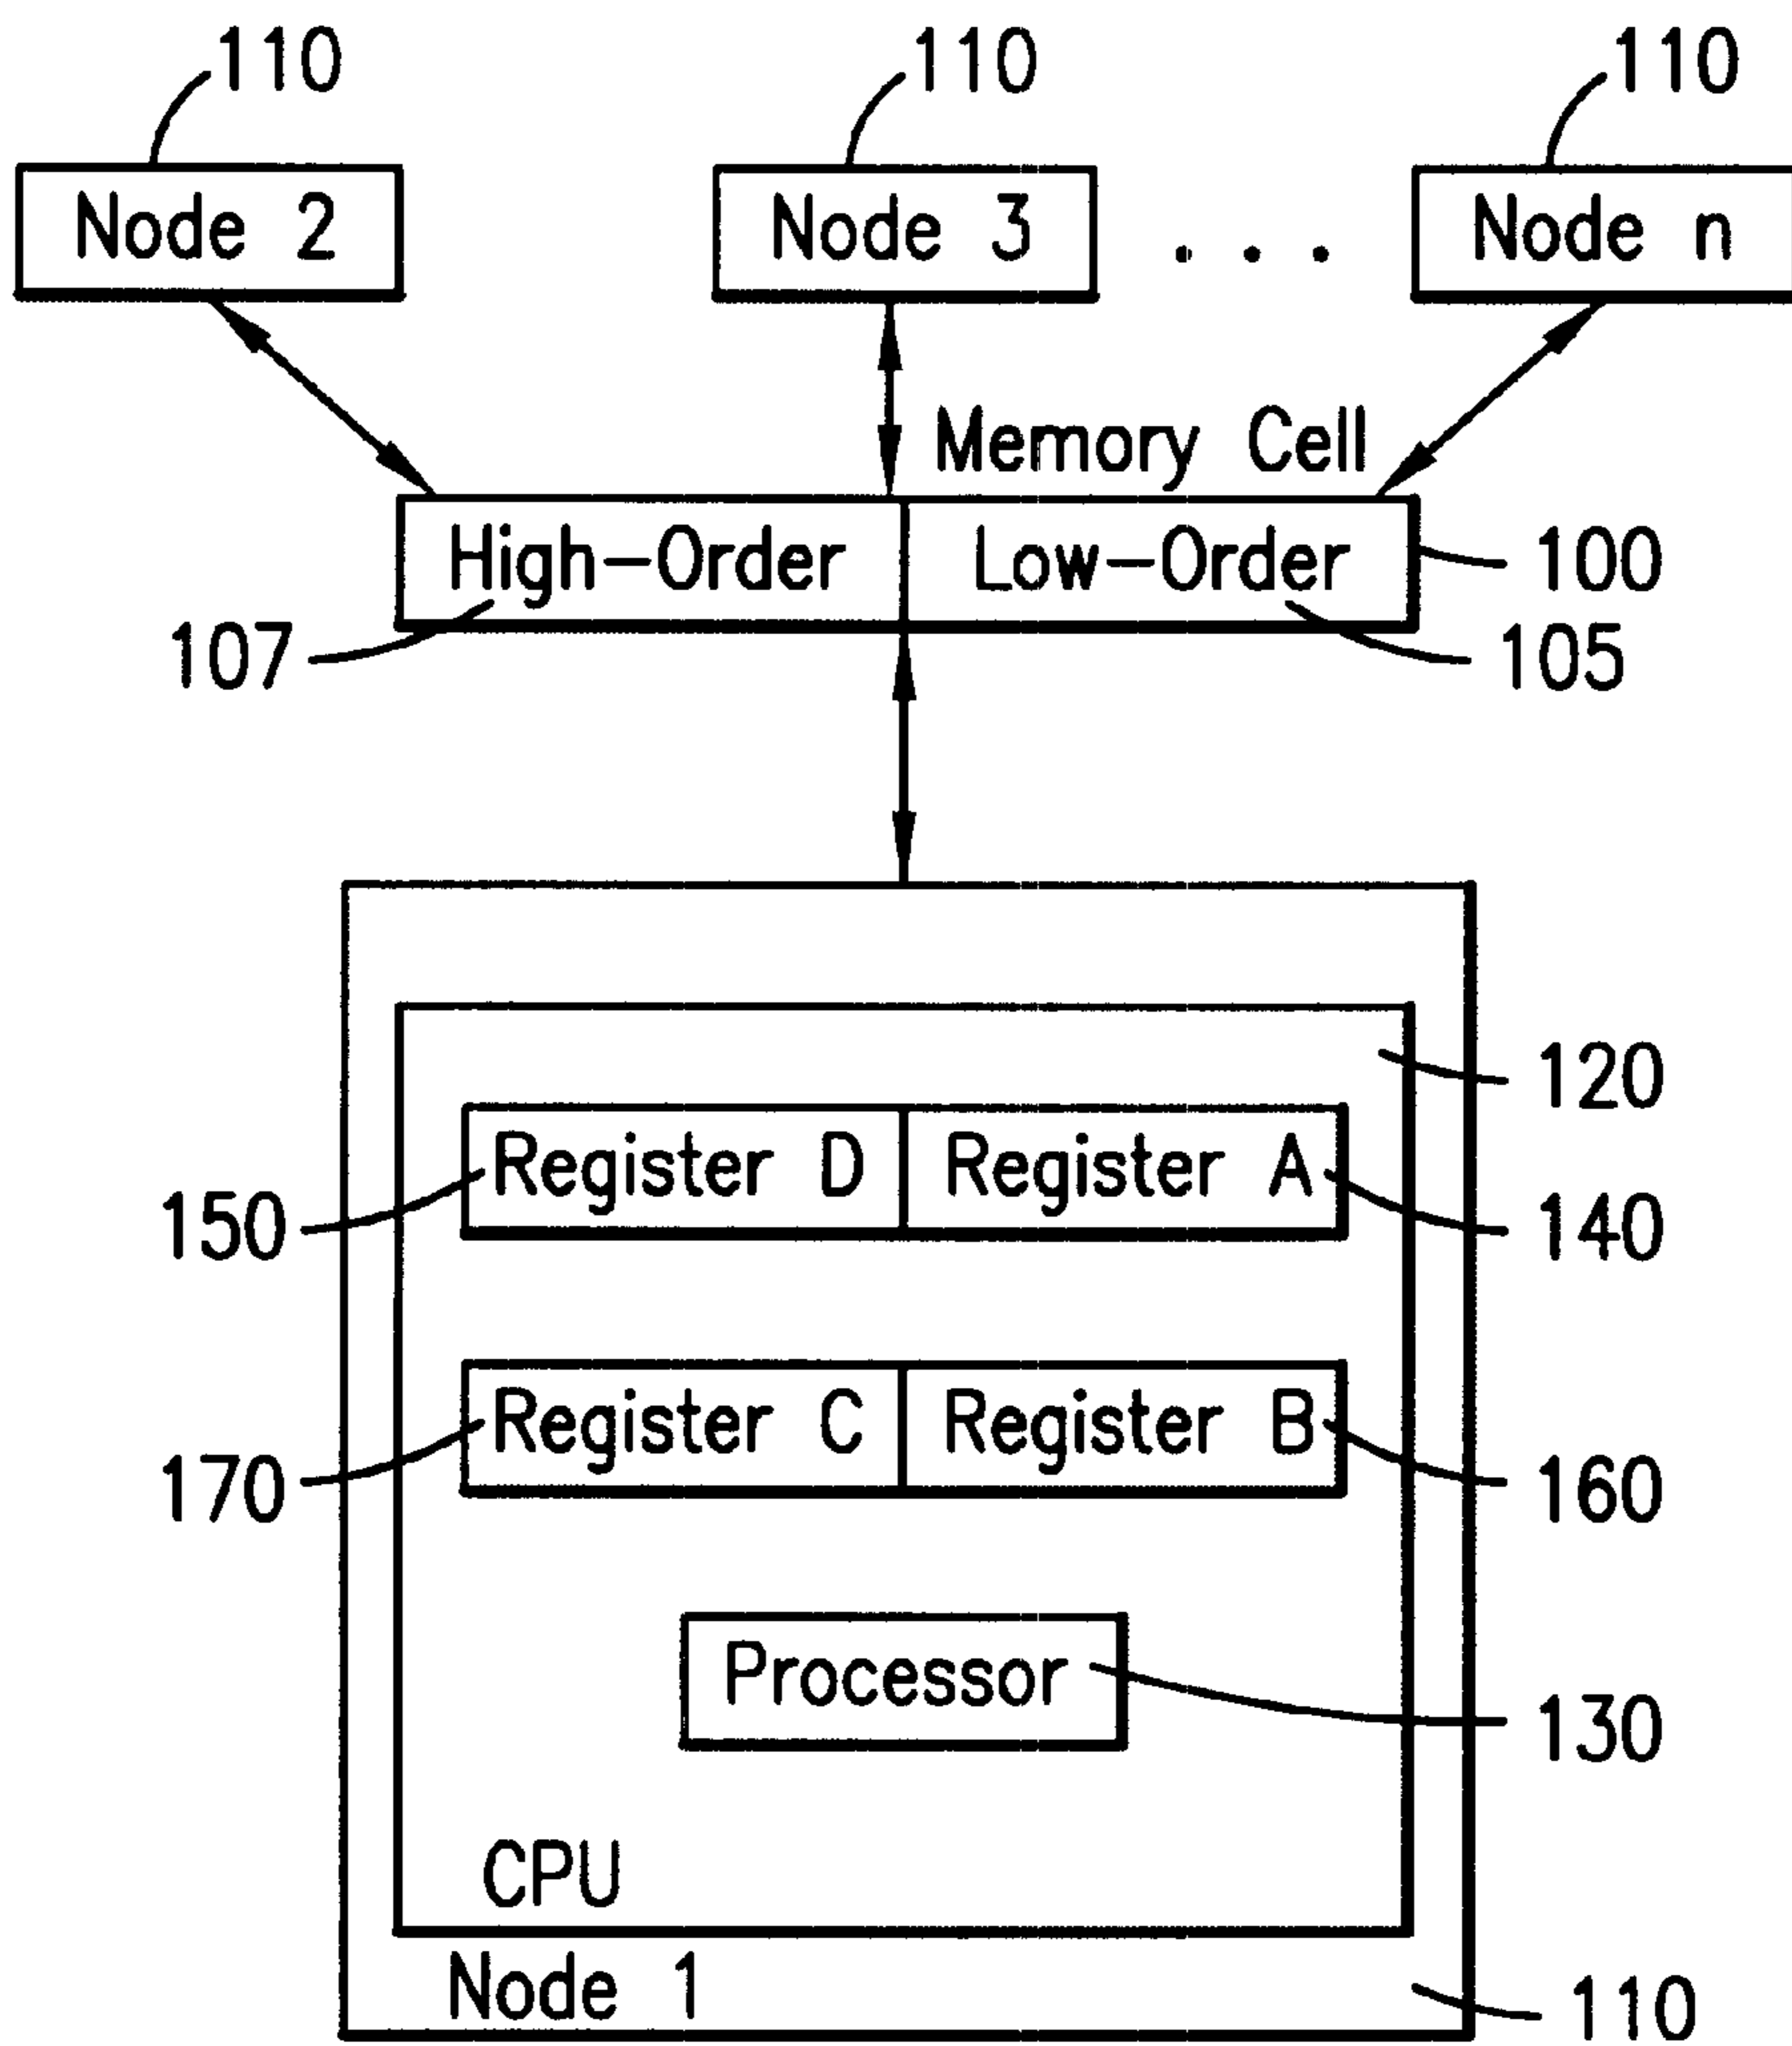 110 110 110
Node 2 Node 3 . . . Node n
Memory Cell
High-Order Low-Order 100
107 105
120
Register D Register A
150 140
Register C Register B
170 160
Processor
130
CPU
Node 1
110